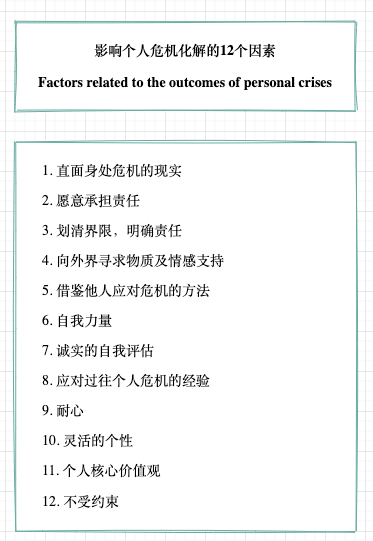 影响个人危机化解的12个因素
Factors related to the outcomes of personal crises
1. 直面身处危机的现实
2. 愿意承担责任
3. 划清界限，明确责任
4. 向外界寻求物质及情感支持
5. 借鉴他人应对危机的方法
6. 自我力量
7. 诚实的自我评估
8. 应对过往个人危机的经验
9. 耐心
10. 灵活的个性
11. 个人核心价值观
12. 不受约束